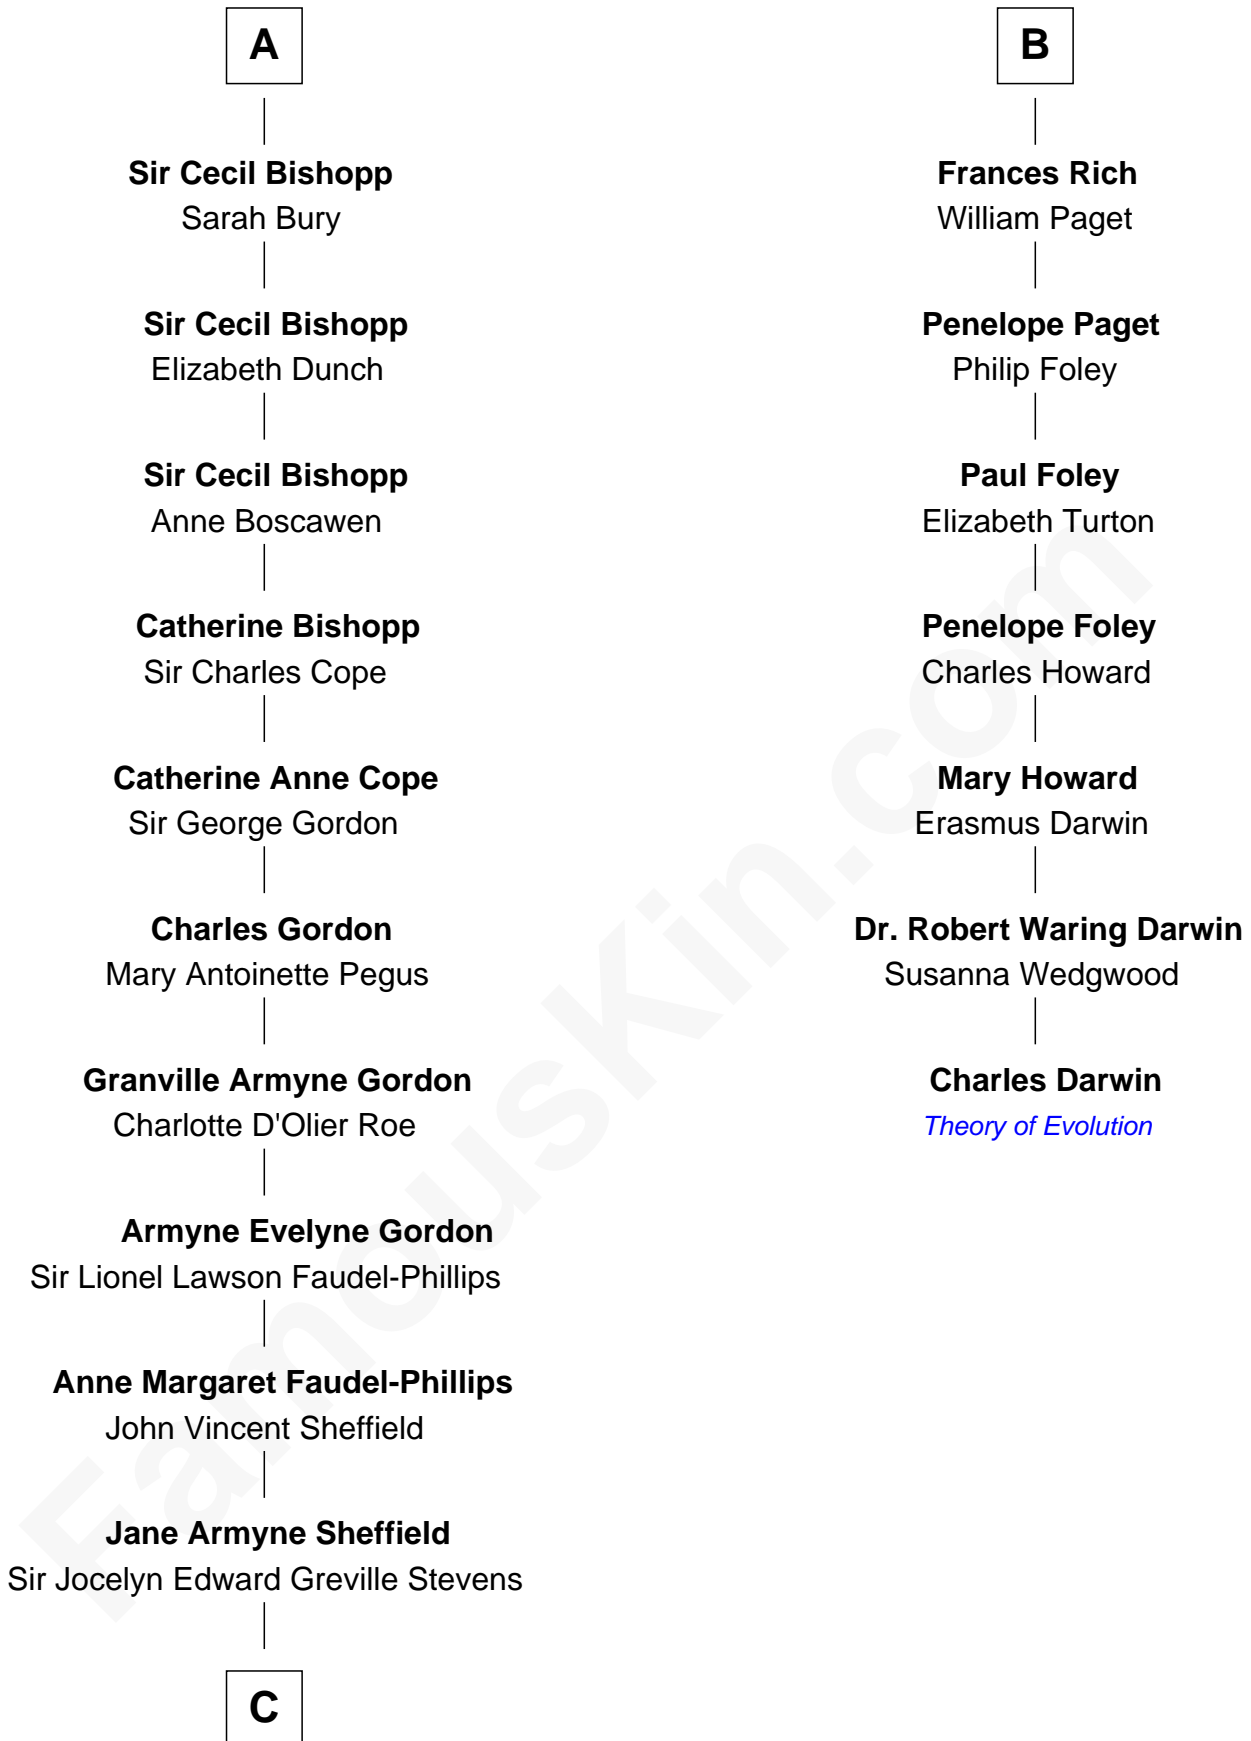 A
Sir Cecil Bishopp
Sarah Bury
Sir Cecil Bishopp
Elizabeth Dunch
Sir Cecil Bishopp
Anne Boscawen
Catherine Bishopp
Sir Charles Cope
Catherine Anne Cope
Sir George Gordon
Charles Gordon
Mary Antoinette Pegus
Granville Armyne Gordon
Charlotte D'Olier Roe
Armyne Evelyne Gordon
Sir Lionel Lawson Faudel-Phillips
Anne Margaret Faudel-Phillips
John Vincent Sheffield
Jane Armyne Sheffield
Sir Jocelyn Edward Greville Stevens
C
B
Frances Rich
William Paget
Penelope Paget
Philip Foley
Paul Foley
Elizabeth Turton
Penelope Foley
Charles Howard
Mary Howard
Erasmus Darwin
Dr. Robert Waring Darwin
Susanna Wedgwood
Charles Darwin
Theory of Evolution
FamousKin.com